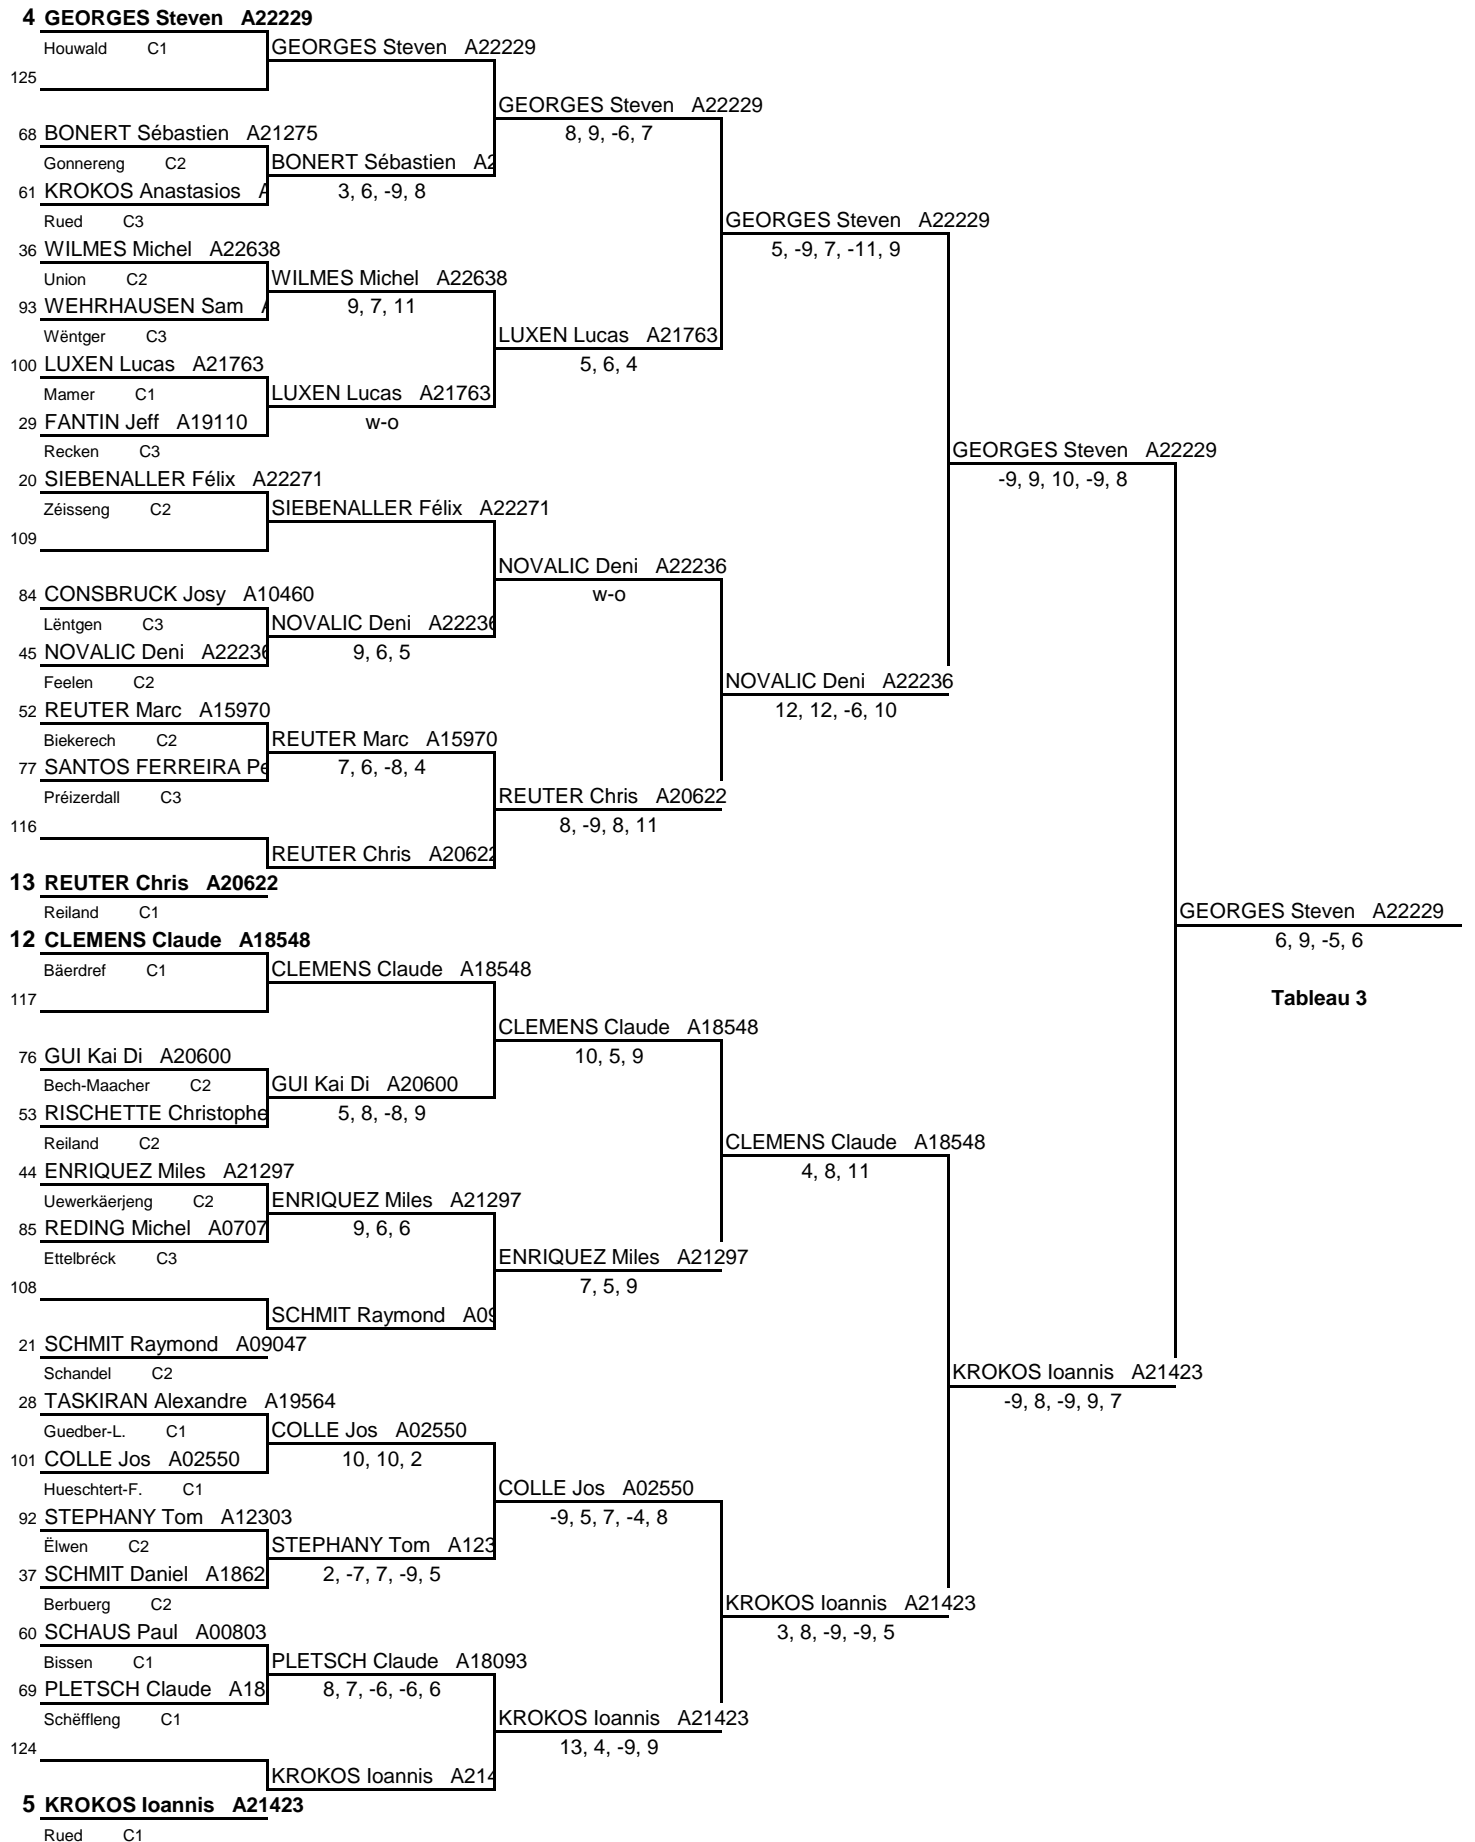 4 GEORGES Steven A22229
Houwald C1 GEORGES Steven A22229
125
GEORGES Steven A22229
68 BONERT Sébastien A21275 8, 9, -6, 7
Gonnereng C2 BONERT Sébastien A2
61 KROKOS Anastasios 3, 6, -9, 8
Rued C3 GEORGES Steven A22229
36 WILMES Michel A22638 5, -9, 7, -11, 9
Union C2 WILMES Michel A22638
93 WEHRHAUSEN Sam 9, 7, 11
Wëntger C3 LUXEN Lucas A21763
100 LUXEN Lucas A21763 5, 6, 4
Mamer C1 LUXEN Lucas A21763
29 FANTIN Jeff A19110 w-o
Recken C3 GEORGES Steven A22229
20 SIEBENALLER Félix A22271 -9, 9, 10, -9, 8
Zéisseng C2 SIEBENALLER Félix A22271
109
NOVALIC Deni A22236
84 CONSBRUCK Josy A10460 w-o
Lëntgen C3 NOVALIC Deni A22236
45 NOVALIC Deni A22236 9, 6, 5
Feelen C2 NOVALIC Deni A22236
52 REUTER Marc A15970 12, 12, -6, 10
Biekerech C2 REUTER Marc A15970
77 SANTOS FERREIRA Pe 7, 6, -8, 4
Préizerdall C3 REUTER Chris A20622
116 8, -9, 8, 11
REUTER Chris A20622
13 REUTER Chris A20622
Reiland C1 GEORGES Steven A22229
12 CLEMENS Claude A18548 6, 9, -5, 6
Bäerdref C1 CLEMENS Claude A18548
117 Tableau 3
CLEMENS Claude A18548
76 GUI Kai Di A20600 10, 5, 9
Bech-Maacher C2 GUI Kai Di A20600
53 RISCHETTE Christophe 5, 8, -8, 9
Reiland C2 CLEMENS Claude A18548
44 ENRIQUEZ Miles A21297 4, 8, 11
Uewerkäerjeng C2 ENRIQUEZ Miles A21297
85 REDING Michel A0707 9, 6, 6
Ettelbréck C3 ENRIQUEZ Miles A21297
108 7, 5, 9
SCHMIT Raymond A09
21 SCHMIT Raymond A09047
Schandel C2 KROKOS Ioannis A21423
28 TASKIRAN Alexandre A19564 -9, 8, -9, 9, 7
Guedber-L. C1 COLLE Jos A02550
101 COLLE Jos A02550 10, 10, 2
Hueschtert-F. C1 COLLE Jos A02550
92 STEPHANY Tom A12303 -9, 5, 7, -4, 8
Ëlwen C2 STEPHANY Tom A123
37 SCHMIT Daniel A1862 2, -7, 7, -9, 5
Berbuerg C2 KROKOS Ioannis A21423
60 SCHAUS Paul A00803 3, 8, -9, -9, 5
Bissen C1 PLETSCH Claude A18093
69 PLETSCH Claude A18 8, 7, -6, -6, 6
Schëffleng C1 KROKOS Ioannis A21423
124 13, 4, -9, 9
KROKOS Ioannis A214
5 KROKOS Ioannis A21423
Rued C1